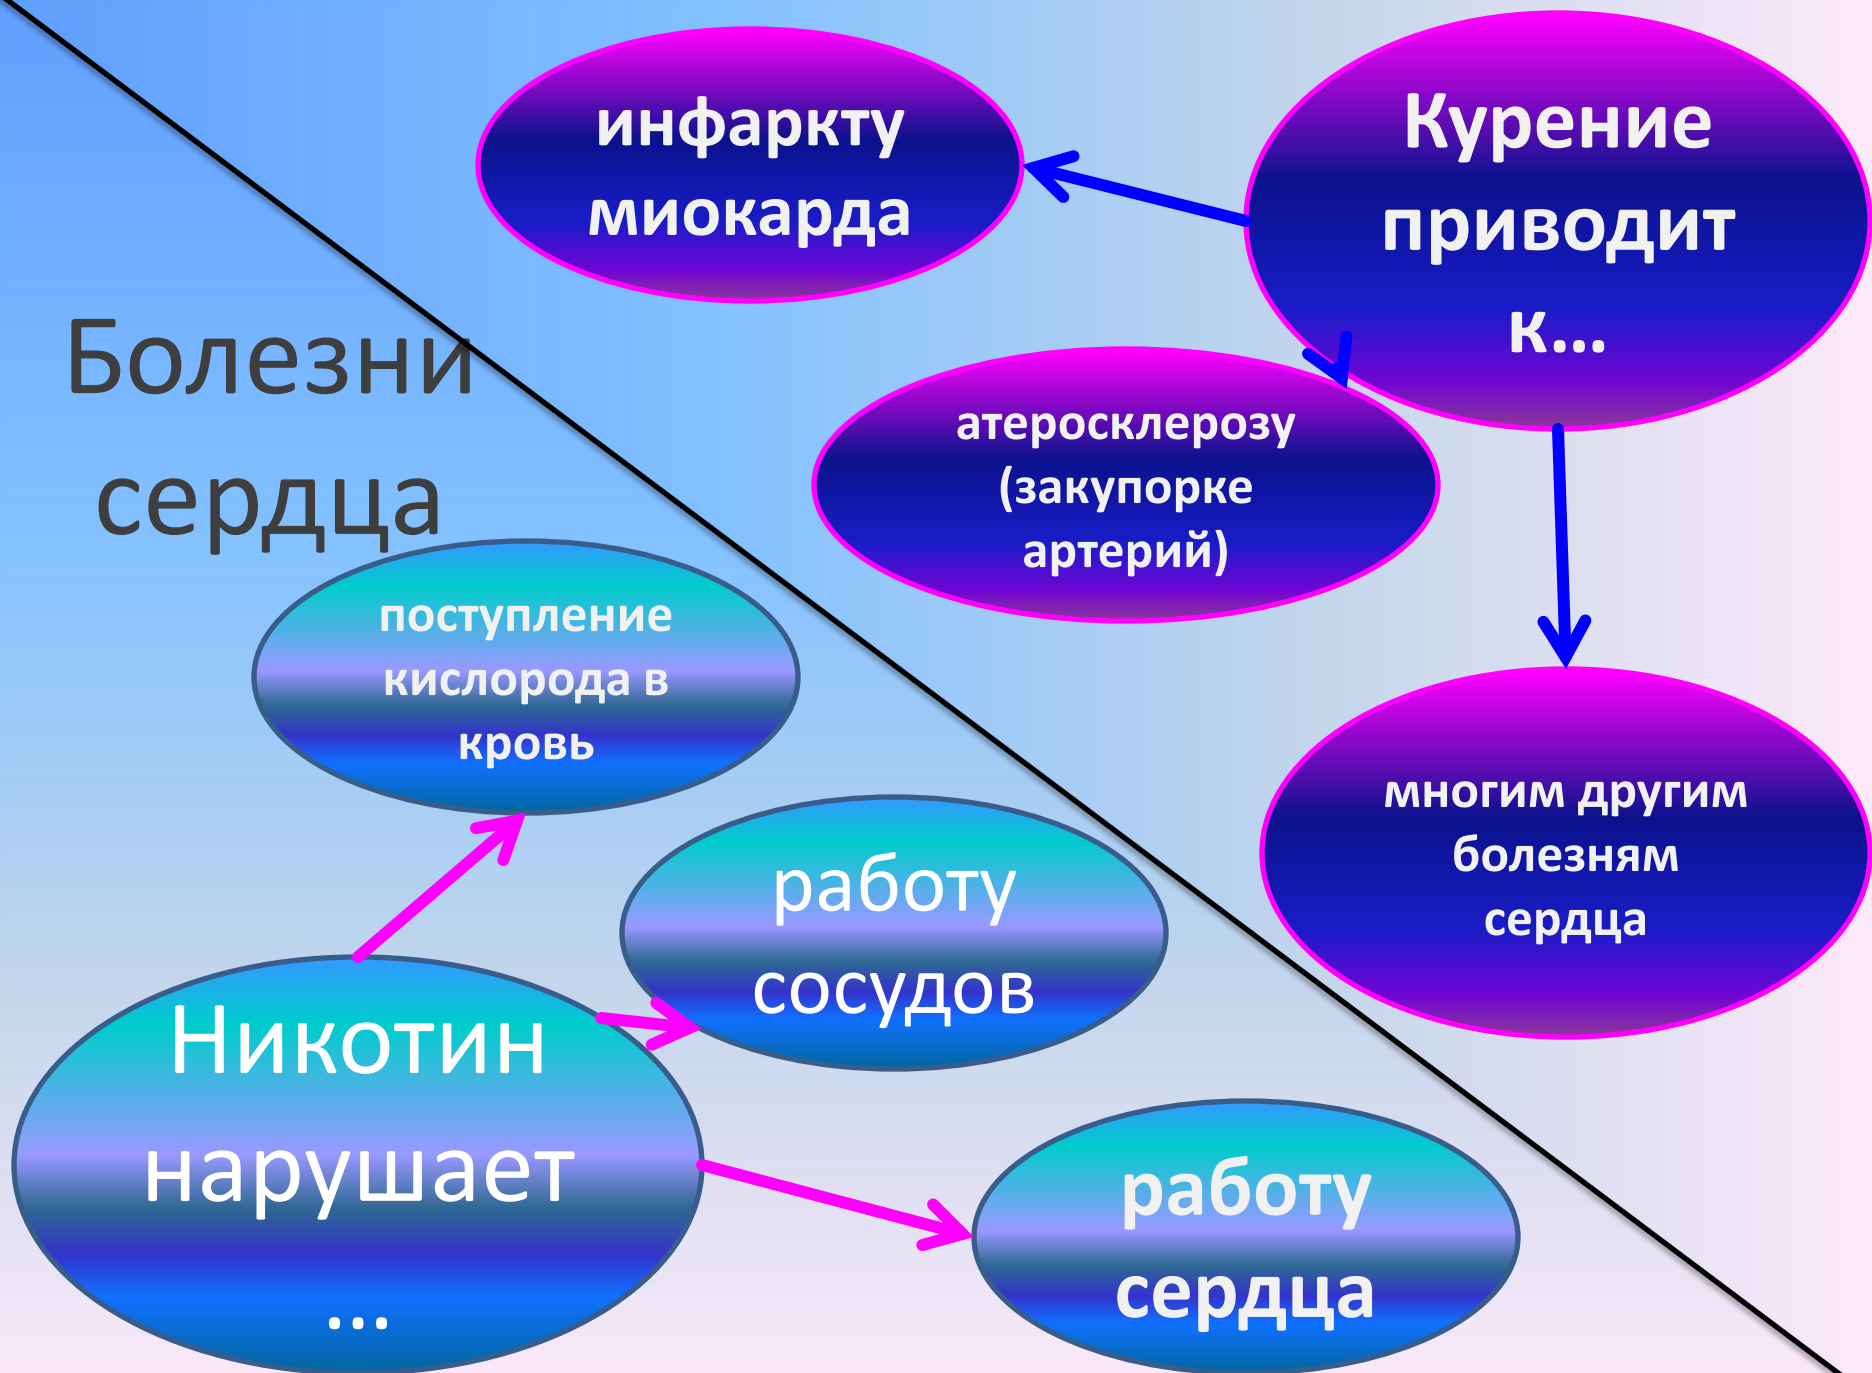 Болезни
сердца
Курение
приводит
к...
инфаркту
миокарда
атеросклерозу
(закупорке
артерий)
многим другим
болезням
сердца
Никотин
нарушает
...
поступление
кислорода в
кровь
работу
сосудов
работу
сердца